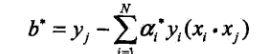 b* = y_j − ∑_{i=1}^{N} α_i* y_i (x_i · x_j)